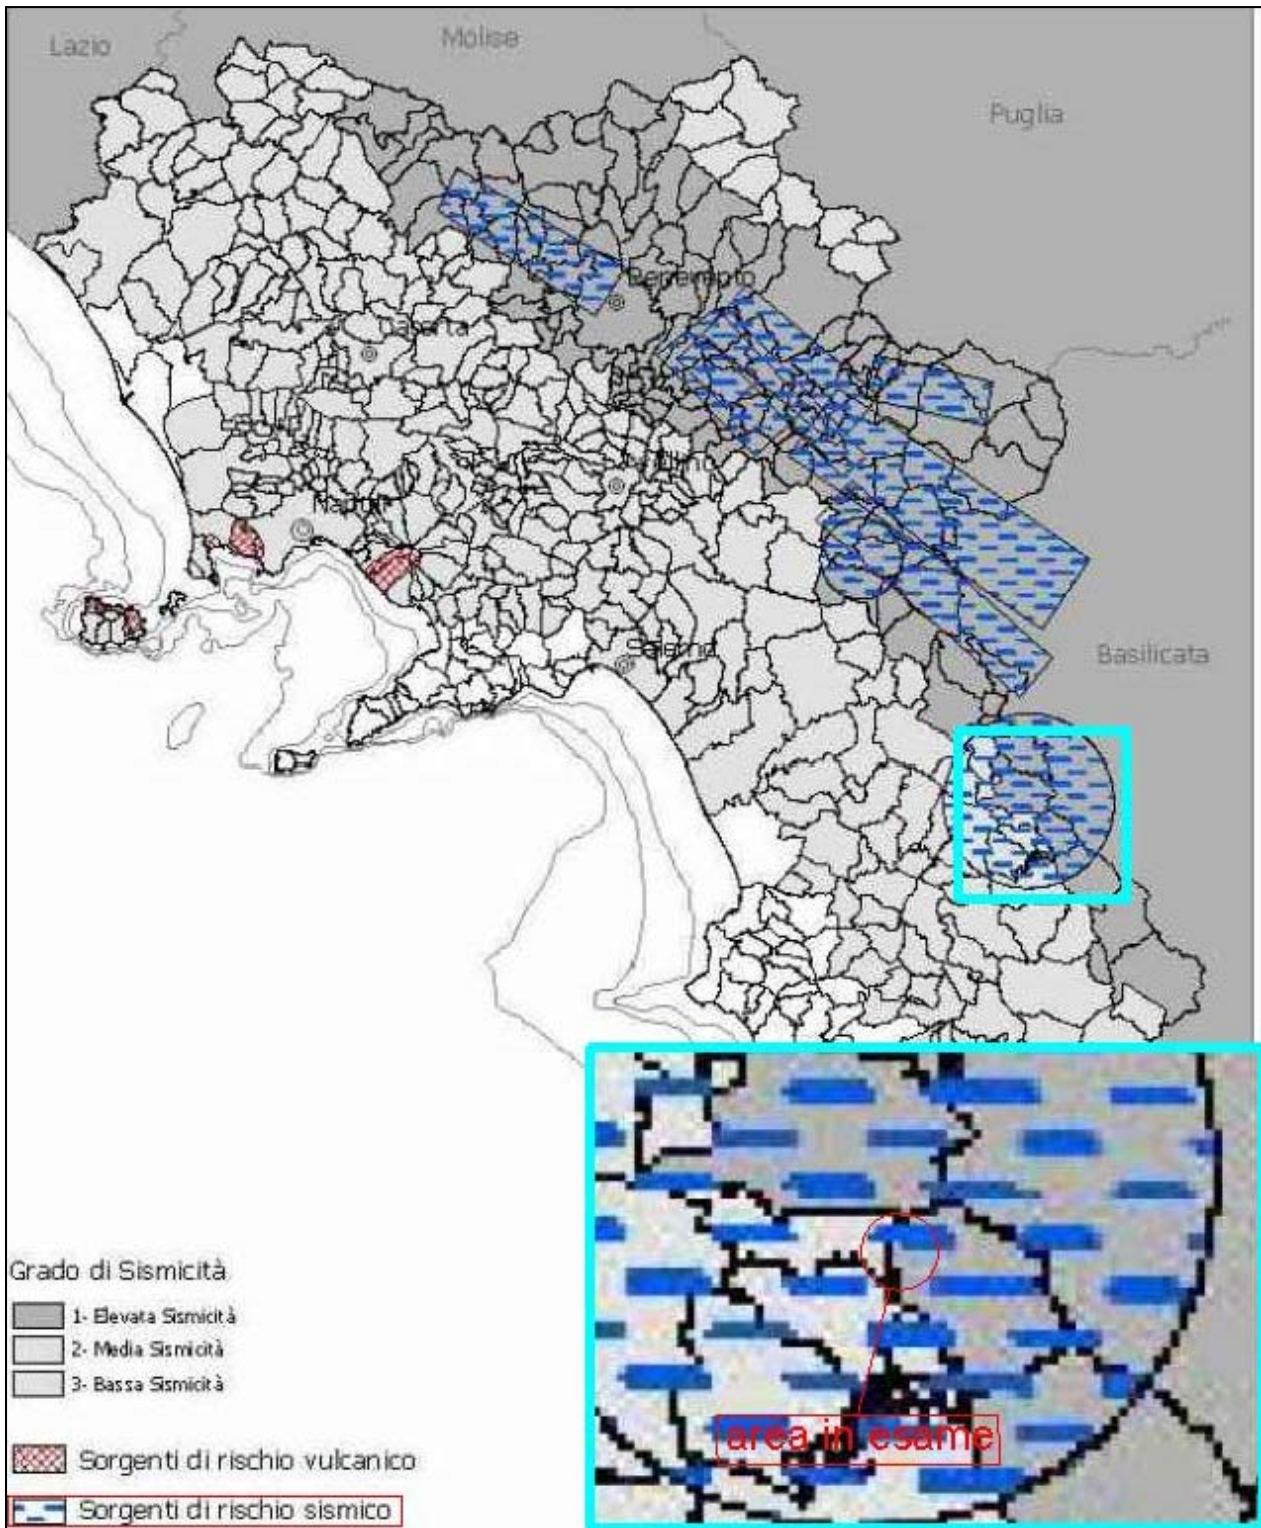 Lazio
Molise
Puglia
Benevento
Caserta
Avellino
Napoli
Salerno
Basilicata
Grado di Sismicità
1- Elevata Sismicità
2- Media Sismicità
3- Bassa Sismicità
Sorgenti di rischio vulcanico
Sorgenti di rischio sismico
area in esame